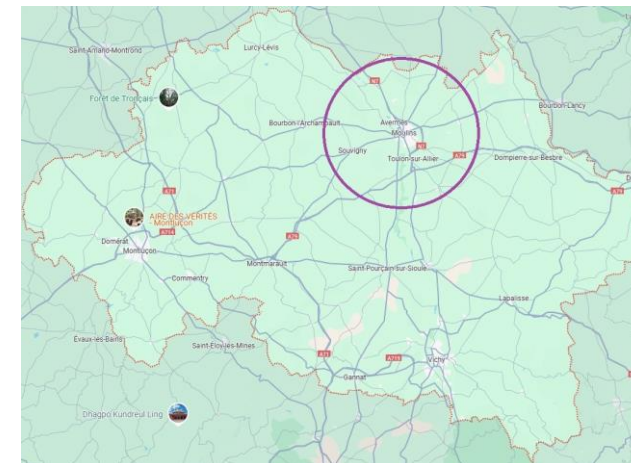 Saint-Amand-Montrond
Lurcy-Lévis
N7
Forêt de Tronçais
Bourbon-Lancy
Bourbon-l'Archambault
Avermes
Moulins
Souvigny
N7
Toulon-sur-Allier
A79
Dompierre-sur-Besbre
A71
A79
AIRE DES VÉRITÉS
- Montluçon
A714
A79
Domérat
Montluçon
Montmarault
Saint-Pourçain-sur-Sioule
Commentry
Lapalisse
Évaux-les-Bains
Saint-Éloy-les-Mines
A71
A719
Vichy
Gannat
Dhagpo Kundreul Ling